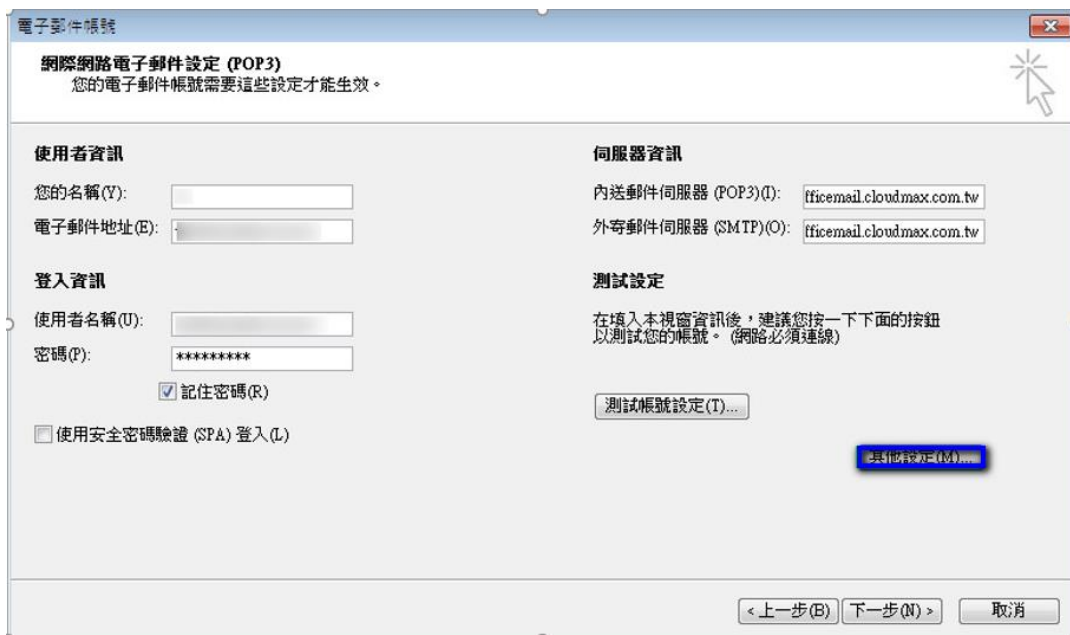 電子郵件帳號
網際網路電子郵件設定 (POP3)
您的電子郵件帳號需要這些設定才能生效。
使用者資訊
您的名稱(Y):
電子郵件地址(E):
登入資訊
使用者名稱(U):
密碼(P):
*********
記住密碼(R)
使用安全密碼驗證 (SPA) 登入(L)
伺服器資訊
內送郵件伺服器 (POP3)(I):
fficemail.cloudmax.com.tw
外寄郵件伺服器 (SMTP)(O):
fficemail.cloudmax.com.tw
測試設定
在填入本視窗資訊後，建議您按一下下面的按鈕
以測試您的帳號。 (網路必須連線)
測試帳號設定(T)...
其他設定(M)...
< 上一步(B)
下一步(N) >
取消